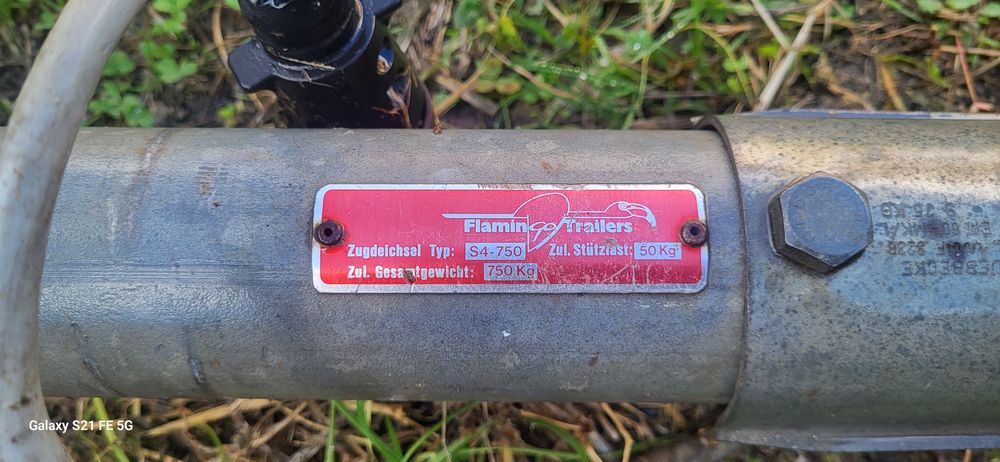 Flamingo Trailers
Zugdeichsel Typ: S4-750 Zul. Stützlast: 50 Kg
Zul. Gesamtgewicht: 750 Kg
Galaxy S21 FE 5G